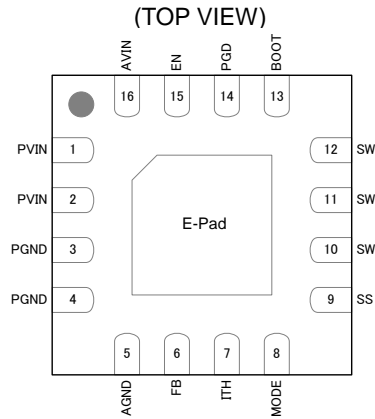 (TOP VIEW)
AVIN EN PGD BOOT
16 15 14 13
PVIN 1 12 SW
PVIN 2 11 SW
E-Pad
PGND 3 10 SW
PGND 4 9 SS
5 6 7 8
AGND FB ITH MODE